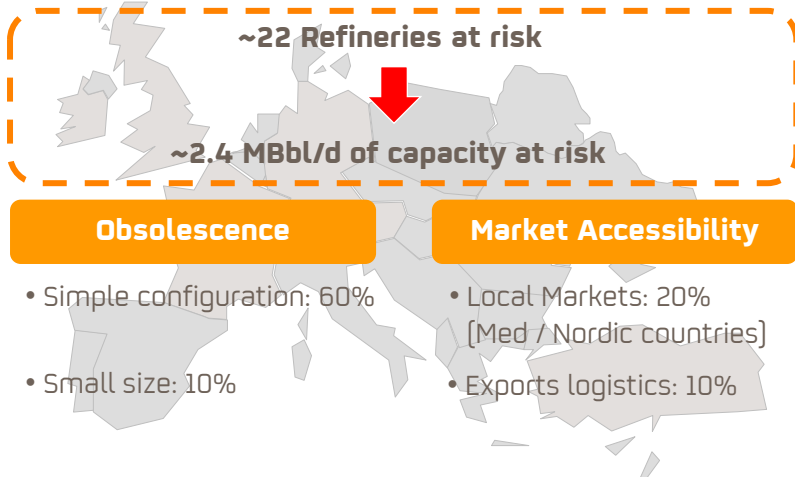 ~22 Refineries at risk
~2.4 MBbl/d of capacity at risk
Obsolescence
• Simple configuration: 60%
• Small size: 10%
Market Accessibility
• Local Markets: 20%
(Med / Nordic countries)
• Exports logistics: 10%